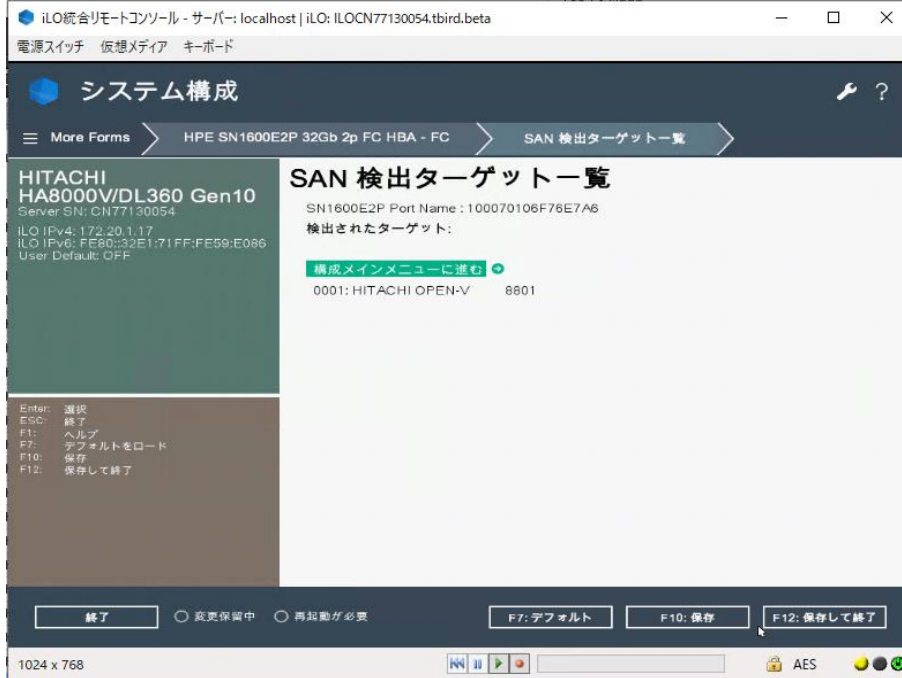 iLO統合リモートコンソール - サーバー: localhost | iLO: ILOCN77130054.tbird.beta
電源スイッチ 仮想メディア キーボード
システム構成
?
More Forms
HPE SN1600E2P 32Gb 2p FC HBA - FC
SAN 検出ターゲット一覧
HITACHI
HA8000V/DL360 Gen10
Server SN: CN77130054
iLO IPv4: 172.20.1.17
iLO IPv6: FE80::32E1:71FF:FE59:E086
User Default: OFF
SAN 検出ターゲット一覧
SN1600E2P Port Name : 100070106F76E7A6
検出されたターゲット:
構成メインメニューに進む
0001: HITACHI OPEN-V 8801
Enter: 選択
ESC: 終了
F1: ヘルプ
F7: デフォルトをロード
F10: 保存
F12: 保存して終了
終了
変更保留中
再起動が必要
F7: デフォルト
F10: 保存
F12: 保存して終了
1024 x 768
AES